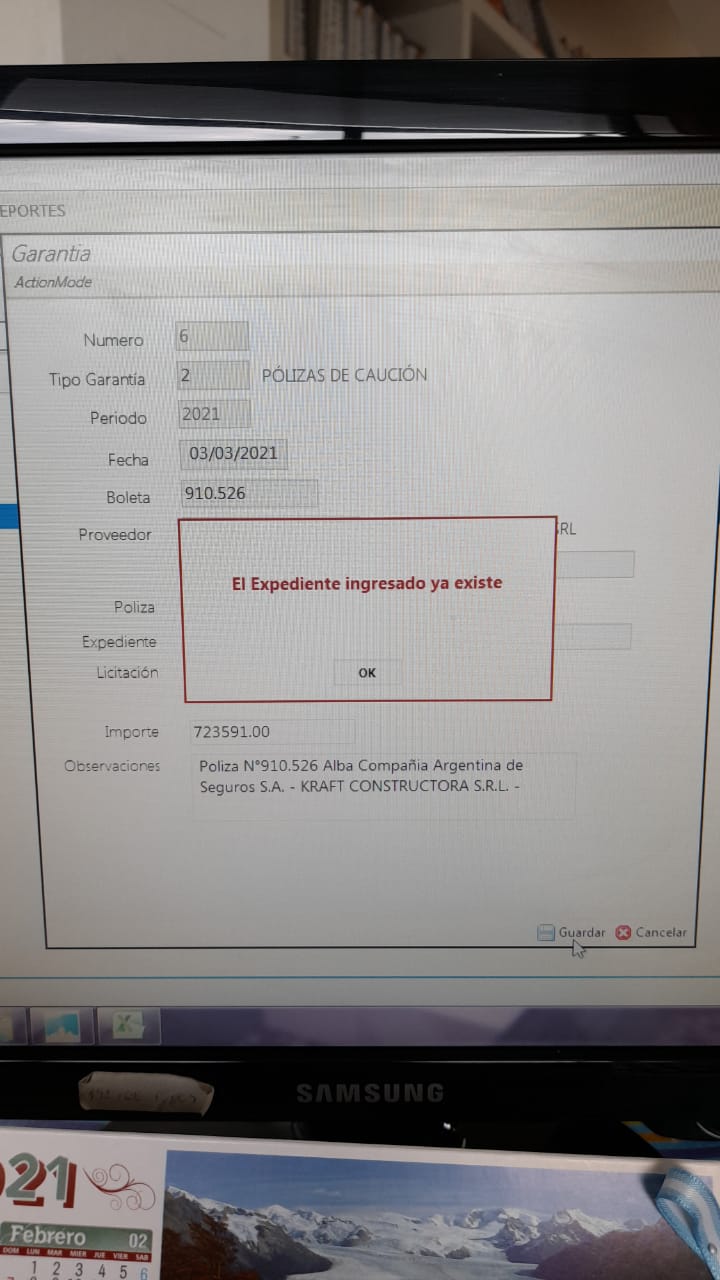 EPORTES
Garantia
ActionMode
Numero 6
Tipo Garantía 2 PÓLIZAS DE CAUCIÓN
Periodo 2021
Fecha 03/03/2021
Boleta 910.526
Proveedor SRL
El Expediente ingresado ya existe
Poliza
Expediente
Licitación
OK
Importe 723591.00
Observaciones Poliza N°910.526 Alba Compañia Argentina de
Seguros S.A. - KRAFT CONSTRUCTORA S.R.L. -
Guardar Cancelar
SAMSUNG
021
Febrero 02
DOM LUN MAR MIER JUE VIER SAB
1 2 3 4 5 6